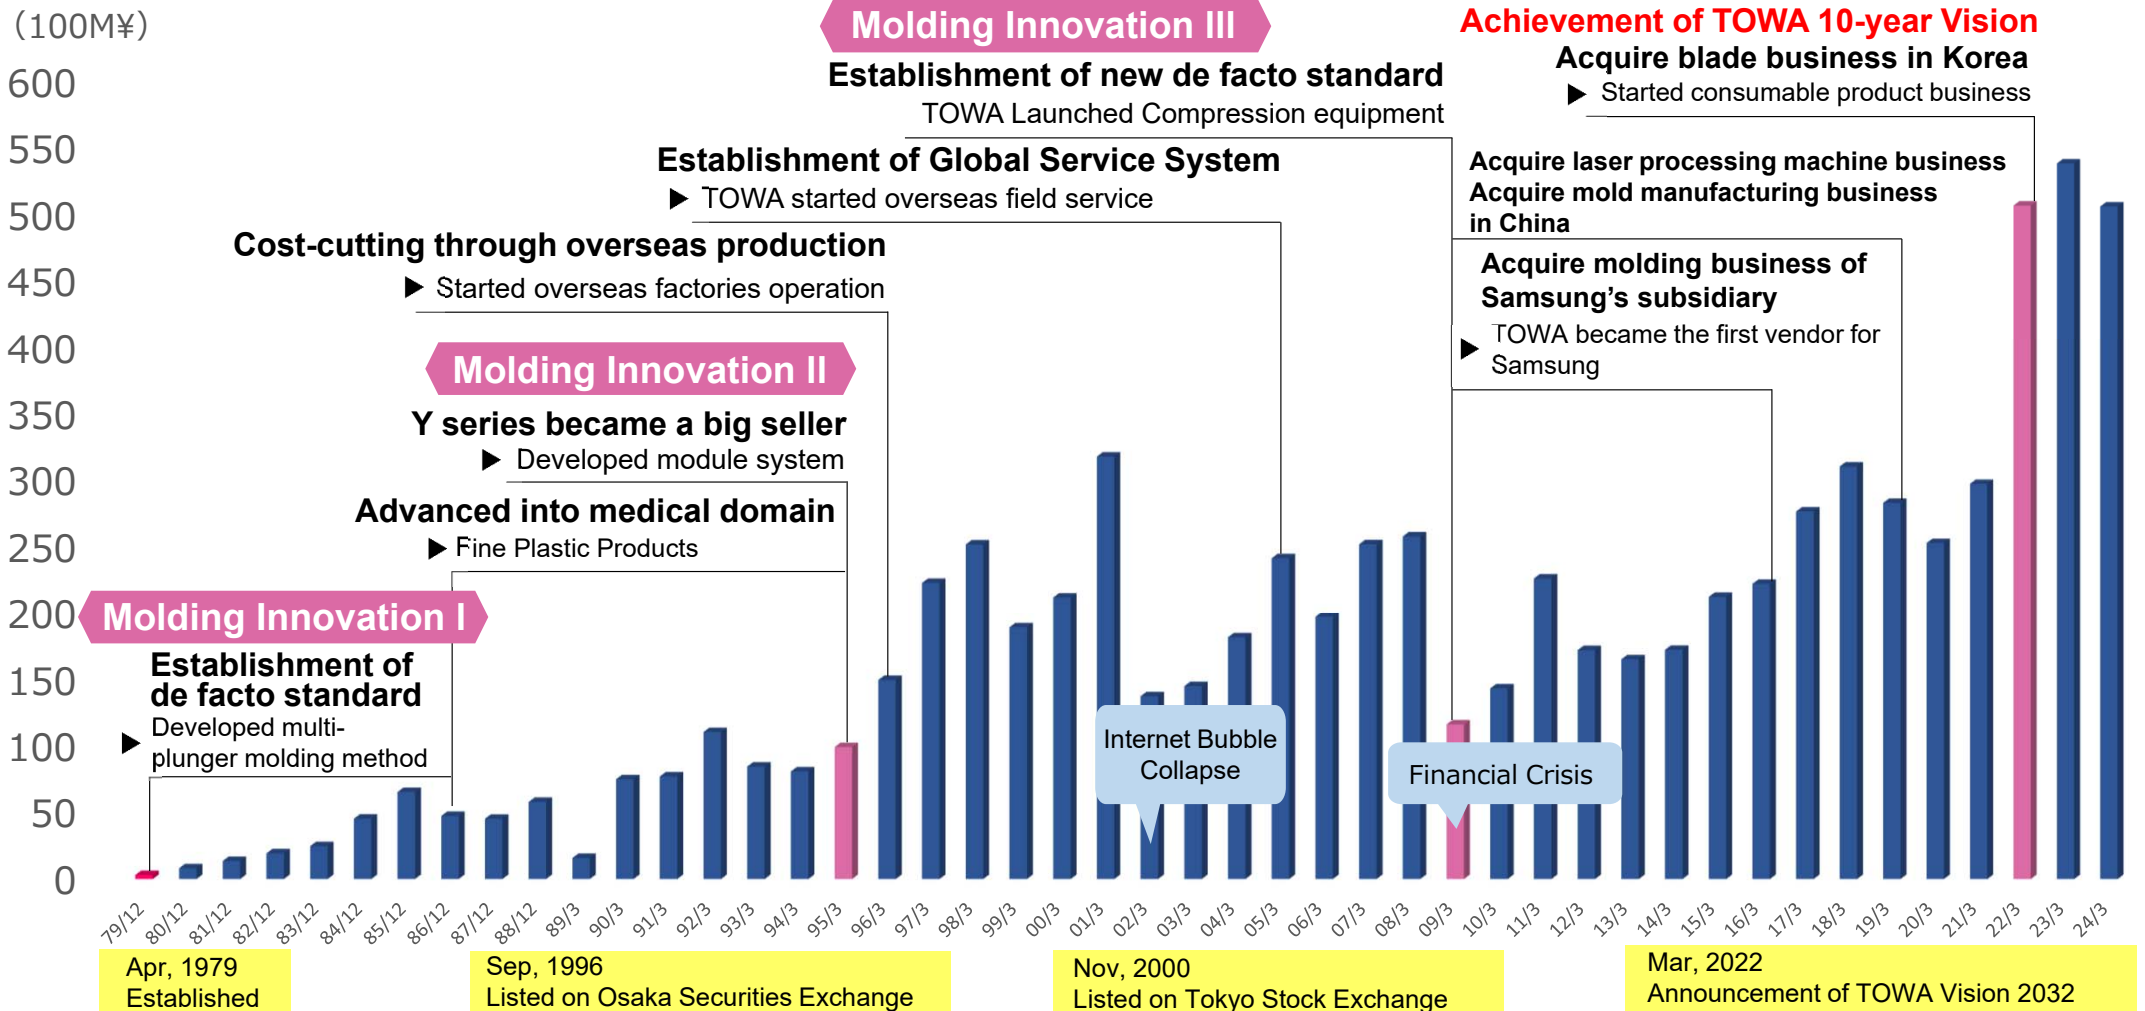 (100M¥)
600
550
500
450
400
350
300
250
200
150
100
50
0
Molding Innovation III
Establishment of new de facto standard
TOWA Launched Compression equipment
Achievement of TOWA 10-year Vision
Acquire blade business in Korea
▶ Started consumable product business
Establishment of Global Service System
▶ TOWA started overseas field service
Acquire laser processing machine business
Acquire mold manufacturing business
in China
Cost-cutting through overseas production
▶ Started overseas factories operation
Acquire molding business of
Samsung’s subsidiary
▶ TOWA became the first vendor for
Samsung
Molding Innovation II
Y series became a big seller
▶ Developed module system
Advanced into medical domain
▶ Fine Plastic Products
Molding Innovation I
Establishment of
de facto standard
▶ Developed multi-
plunger molding method
Internet Bubble
Collapse
Financial Crisis
79/12
80/12
81/12
82/12
83/12
84/12
85/12
86/12
87/12
88/12
89/3
90/3
91/3
92/3
93/3
94/3
95/3
96/3
97/3
98/3
99/3
00/3
01/3
02/3
03/3
04/3
05/3
06/3
07/3
08/3
09/3
10/3
11/3
12/3
13/3
14/3
15/3
16/3
17/3
18/3
19/3
20/3
21/3
22/3
23/3
24/3
Apr, 1979
Established
Sep, 1996
Listed on Osaka Securities Exchange
Nov, 2000
Listed on Tokyo Stock Exchange
Mar, 2022
Announcement of TOWA Vision 2032